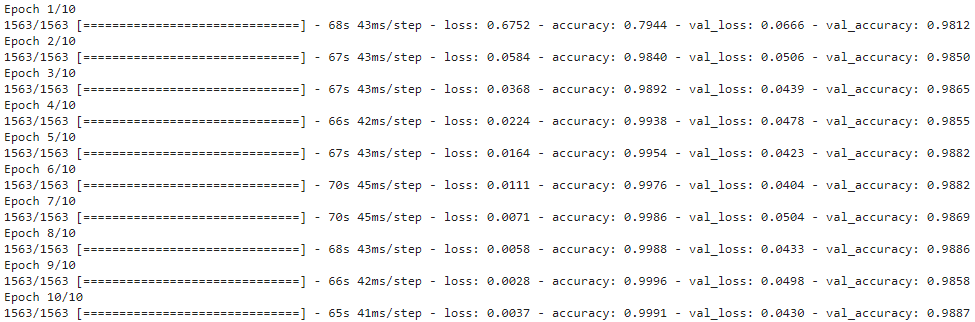 Epoch 1/10
1563/1563 [==============================] - 68s 43ms/step - loss: 0.6752 - accuracy: 0.7944 - val_loss: 0.0666 - val_accuracy: 0.9812
Epoch 2/10
1563/1563 [==============================] - 67s 43ms/step - loss: 0.0584 - accuracy: 0.9840 - val_loss: 0.0506 - val_accuracy: 0.9850
Epoch 3/10
1563/1563 [==============================] - 67s 43ms/step - loss: 0.0368 - accuracy: 0.9892 - val_loss: 0.0439 - val_accuracy: 0.9865
Epoch 4/10
1563/1563 [==============================] - 66s 42ms/step - loss: 0.0224 - accuracy: 0.9938 - val_loss: 0.0478 - val_accuracy: 0.9855
Epoch 5/10
1563/1563 [==============================] - 67s 43ms/step - loss: 0.0164 - accuracy: 0.9954 - val_loss: 0.0423 - val_accuracy: 0.9882
Epoch 6/10
1563/1563 [==============================] - 70s 45ms/step - loss: 0.0111 - accuracy: 0.9976 - val_loss: 0.0404 - val_accuracy: 0.9882
Epoch 7/10
1563/1563 [==============================] - 70s 45ms/step - loss: 0.0071 - accuracy: 0.9986 - val_loss: 0.0504 - val_accuracy: 0.9869
Epoch 8/10
1563/1563 [==============================] - 68s 43ms/step - loss: 0.0058 - accuracy: 0.9988 - val_loss: 0.0433 - val_accuracy: 0.9886
Epoch 9/10
1563/1563 [==============================] - 66s 42ms/step - loss: 0.0028 - accuracy: 0.9996 - val_loss: 0.0498 - val_accuracy: 0.9858
Epoch 10/10
1563/1563 [==============================] - 65s 41ms/step - loss: 0.0037 - accuracy: 0.9991 - val_loss: 0.0430 - val_accuracy: 0.9887